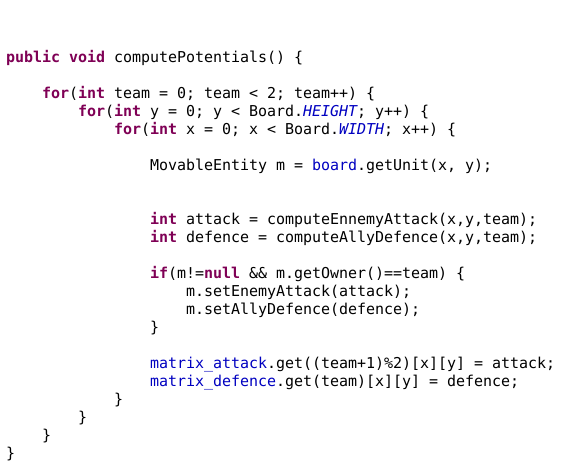 public void computePotentials() {
for(int team = 0; team < 2; team++) {
for(int y = 0; y < Board.HEIGHT; y++) {
for(int x = 0; x < Board.WIDTH; x++) {
MovableEntity m = board.getUnit(x, y);
int attack = computeEnnemyAttack(x,y,team);
int defence = computeAllyDefence(x,y,team);
if(m!=null && m.getOwner()==team) {
m.setEnemyAttack(attack);
m.setAllyDefence(defence);
}
matrix_attack.get((team+1)%2)[x][y] = attack;
matrix_defence.get(team)[x][y] = defence;
}
}
}
}